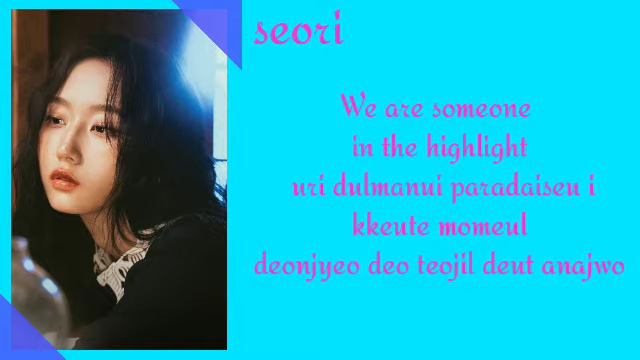 seori
We are someone
in the highlight
uri dulmanui paradaiseu i
kkeute momeul
deonjyeo deo teojil deut anajwo